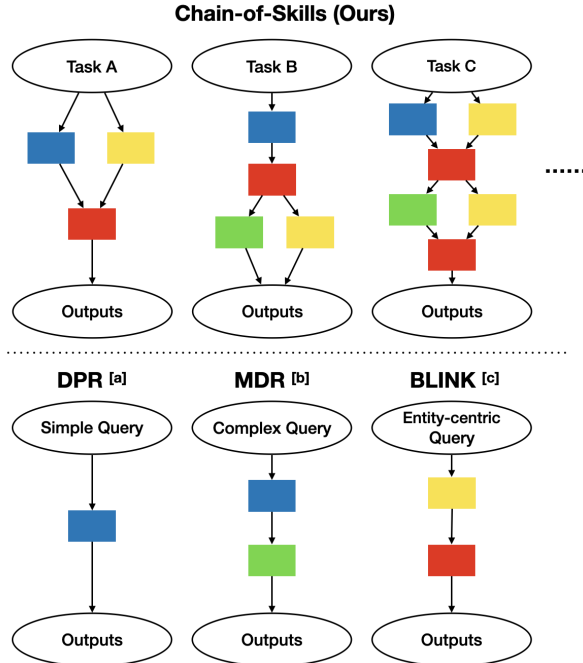 Chain-of-Skills (Ours)
Task A
Task B
Task C
......
Outputs
Outputs
Outputs
DPR [a]
MDR [b]
BLINK [c]
Simple Query
Complex Query
Entity-centric
Query
Outputs
Outputs
Outputs